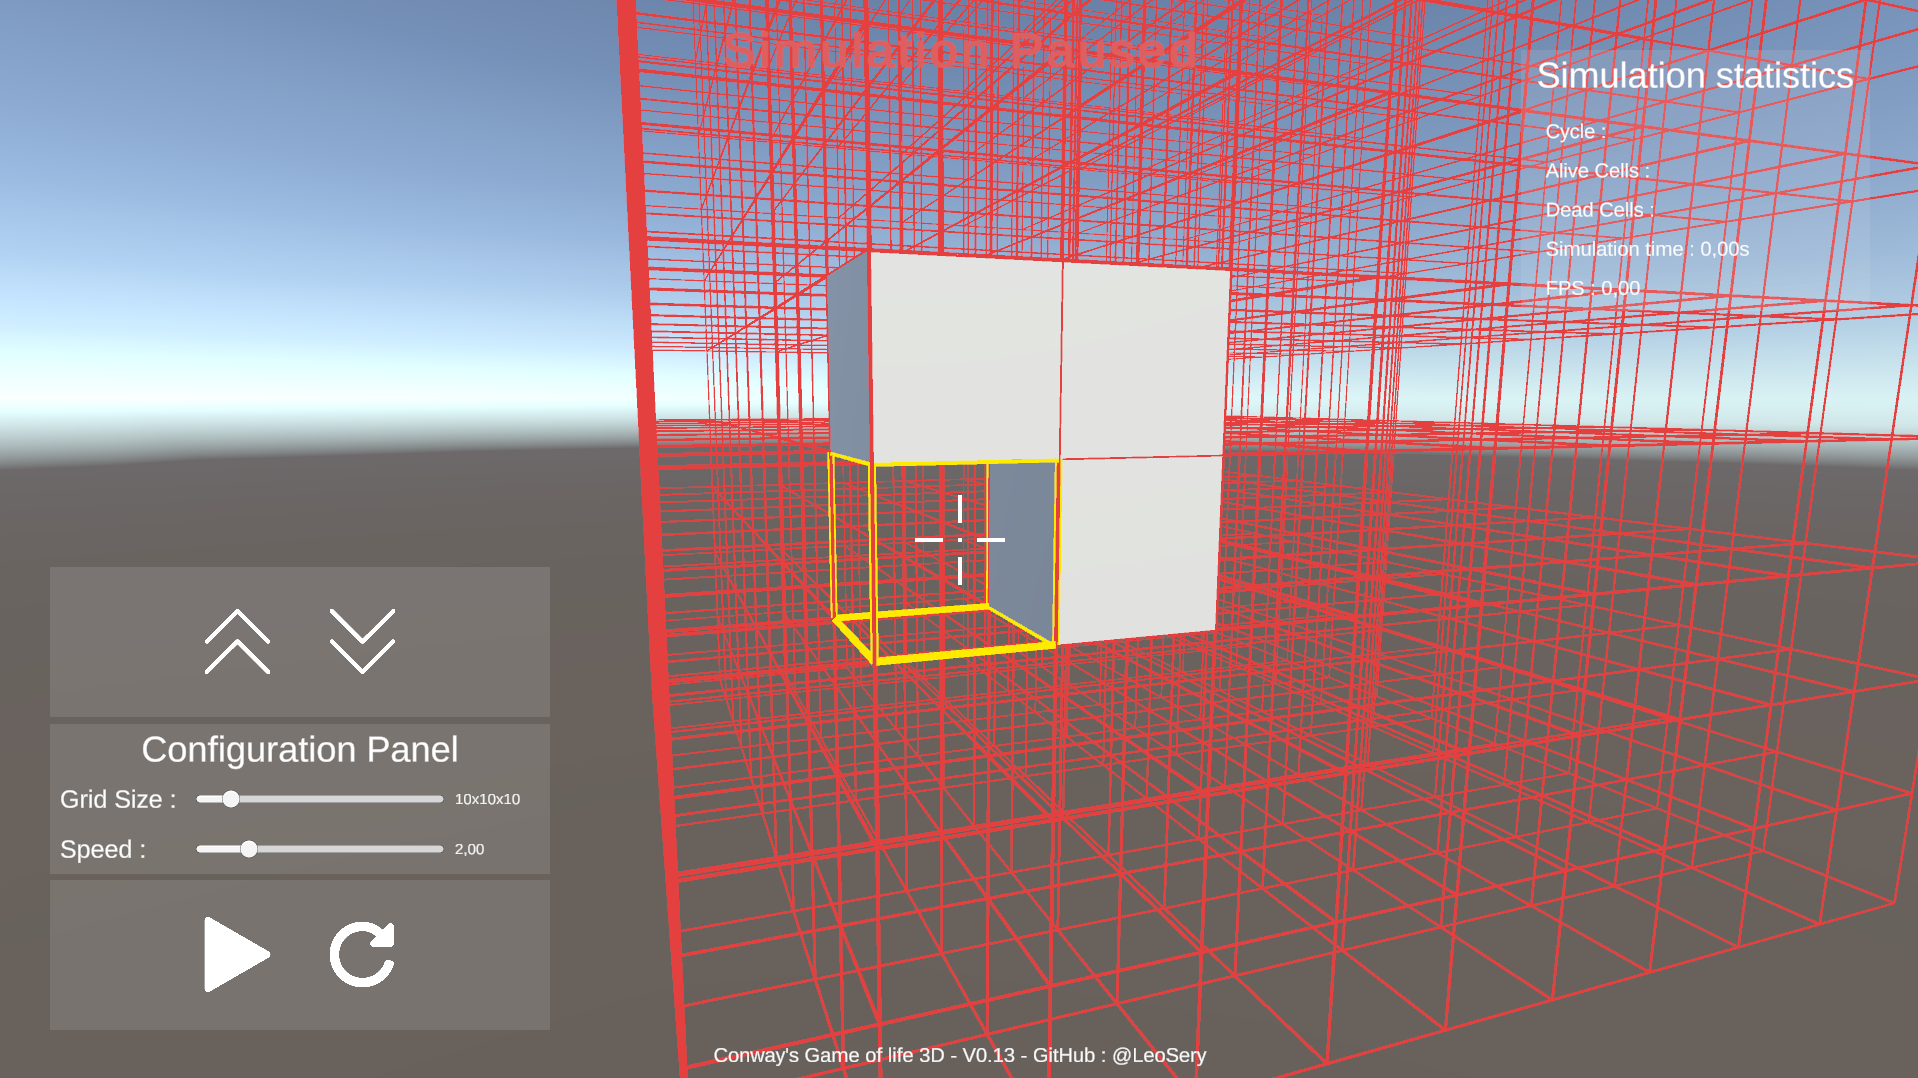 Simulation Paused
Simulation statistics
Cycle :
Alive Cells :
Dead Cells :
Simulation time : 0,00s
FPS : 0,00
Configuration Panel
Grid Size : 10x10x10
Speed : 2,00
Conway's Game of life 3D - V0.13 - GitHub : @LeoSery